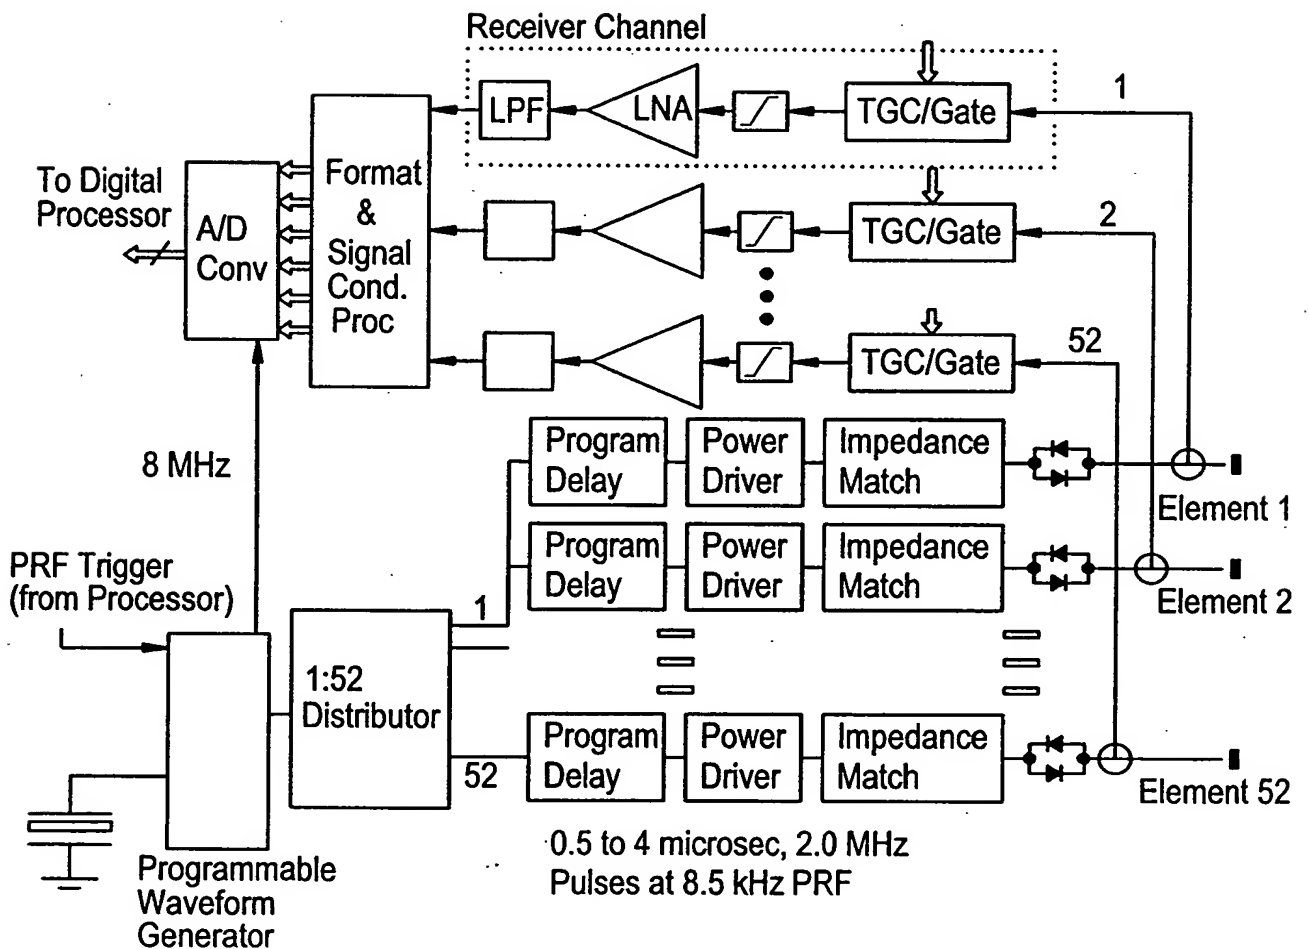 Receiver Channel
LPF
LNA
TGC/Gate
1
To Digital
Processor
A/D
Conv
Format
&
Signal
Cond.
Proc
TGC/Gate
2
TGC/Gate
52
8 MHz
Program
Delay
Power
Driver
Impedance
Match
Element 1
PRF Trigger
(from Processor)
Program
Delay
Power
Driver
Impedance
Match
Element 2
1
1:52
Distributor
52
Program
Delay
Power
Driver
Impedance
Match
Element 52
Programmable
Waveform
Generator
0.5 to 4 microsec, 2.0 MHz
Pulses at 8.5 kHz PRF